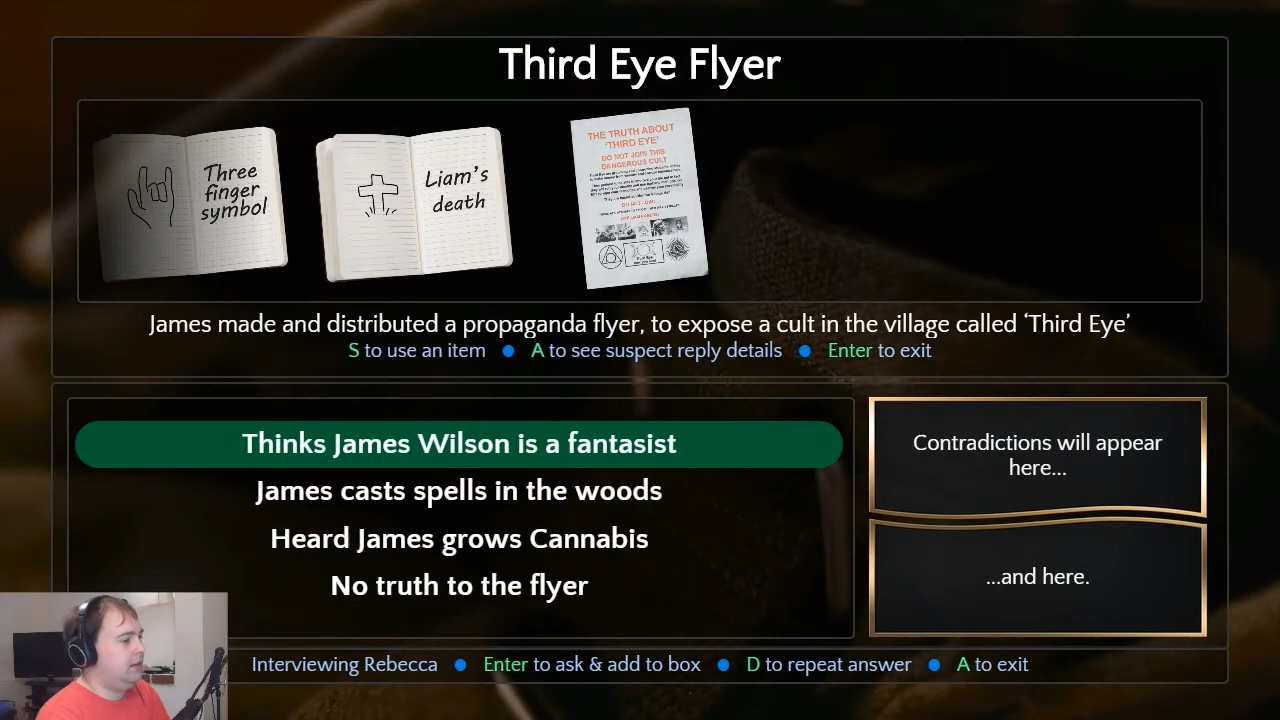 Third Eye Flyer
Three
finger
symbol
Liam's
death
THE TRUTH ABOUT
'THIRD EYE'
DO NOT JOIN THIS
DANGEROUS CULT
James made and distributed a propaganda flyer, to expose a cult in the village called ‘Third Eye’
S to use an item ● A to see suspect reply details ● Enter to exit
Thinks James Wilson is a fantasist
James casts spells in the woods
Heard James grows Cannabis
No truth to the flyer
Contradictions will appear
here...
...and here.
Interviewing Rebecca ● Enter to ask & add to box ● D to repeat answer ● A to exit